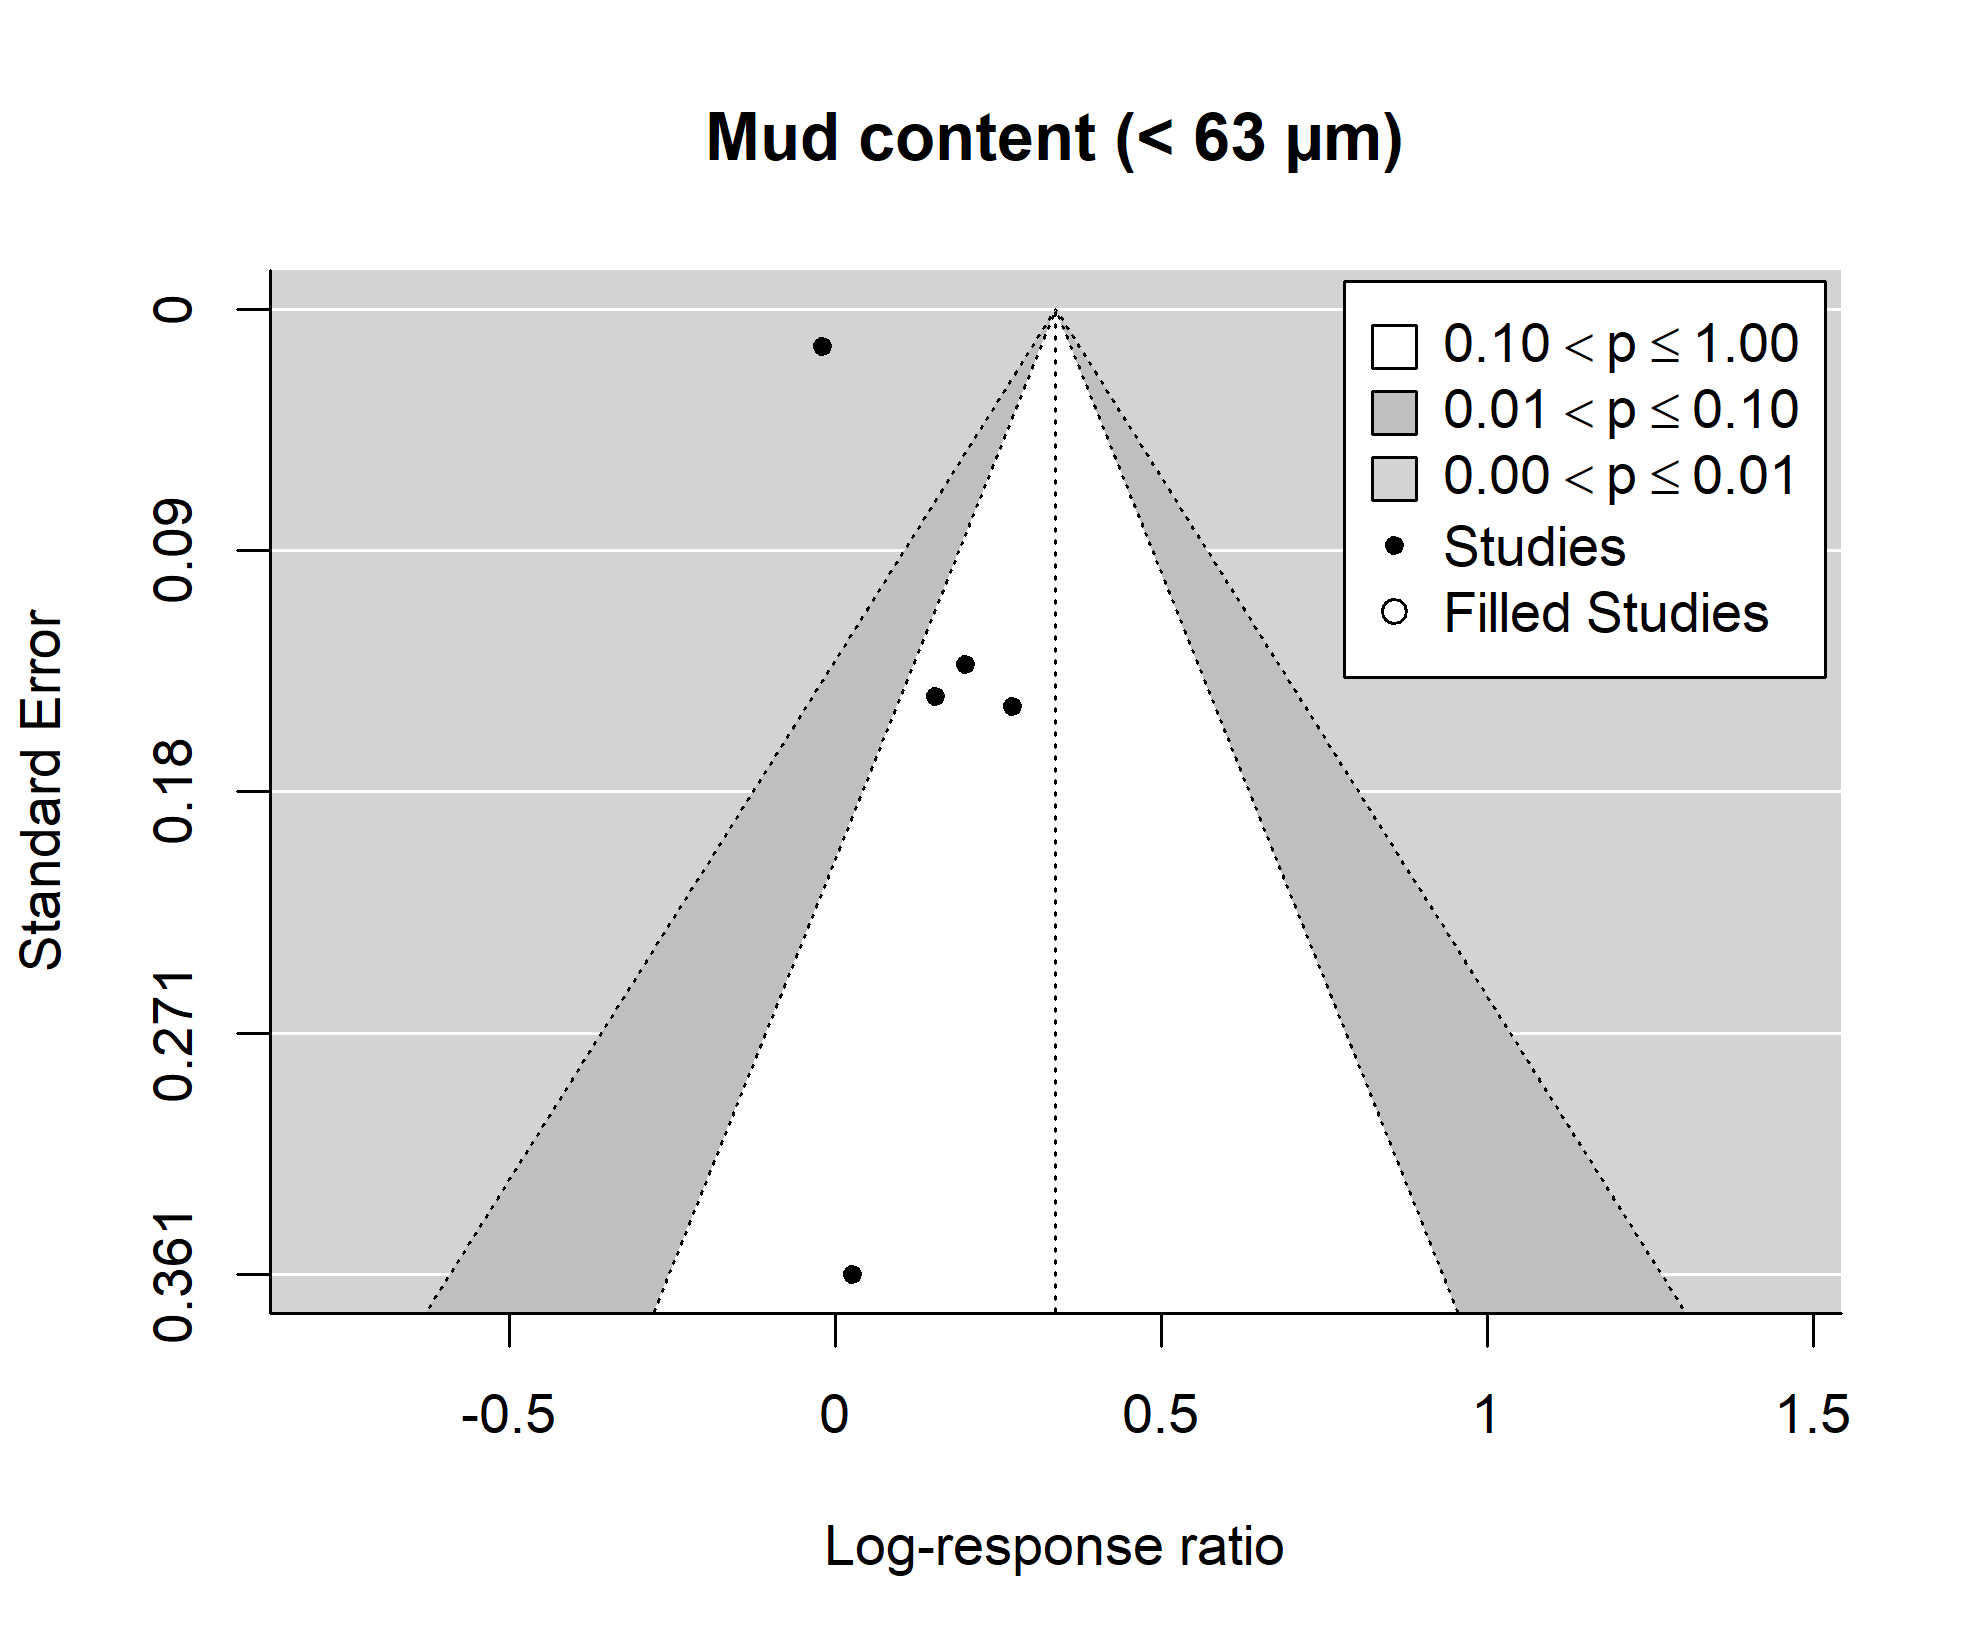 Mud content (< 63 µm)
0.10 < p ≤ 1.00
0.01 < p ≤ 0.10
0.00 < p ≤ 0.01
Studies
Filled Studies
Standard Error
0
0.09
0.18
0.271
0.361
-0.5
0
0.5
1
1.5
Log-response ratio